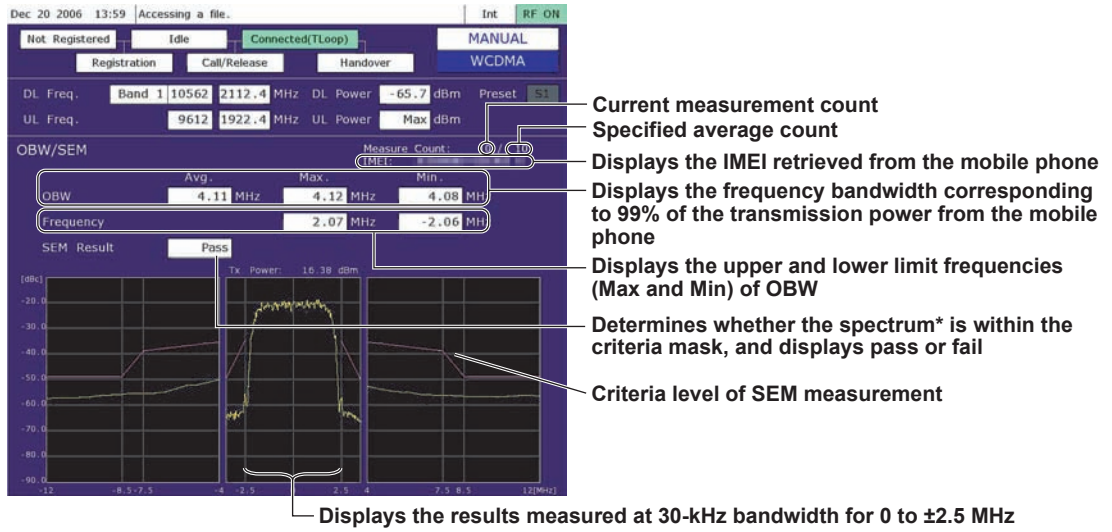 Dec 20 2006 13:59 Accessing a file. Int RF ON
Not Registered Idle Connected(TLoop) MANUAL
Registration Call/Release Handover WCDMA
DL Freq. Band 1 10562 2112.4 MHz DL Power -65.7 dBm Preset S1
UL Freq. 9612 1922.4 MHz UL Power Max dBm
OBW/SEM Measure Count: / 10
IMEI:
Avg. Max. Min.
OBW 4.11 MHz 4.12 MHz 4.08 MHz
Frequency 2.07 MHz -2.06 MHz
SEM Result Pass
[dBc] Tx Power: 16.38 dBm
-20.0
-30.0
-40.0
-50.0
-60.0
-70.0
-80.0
-90.0
-12 -8.5 -7.5 -4 -4 -2.5 2.5 4 7.5 8.5 12[MHz]
Current measurement count
Specified average count
Displays the IMEI retrieved from the mobile phone
Displays the frequency bandwidth corresponding
to 99% of the transmission power from the mobile
phone
Displays the upper and lower limit frequencies
(Max and Min) of OBW
Determines whether the spectrum* is within the
criteria mask, and displays pass or fail
Criteria level of SEM measurement
Displays the results measured at 30-kHz bandwidth for 0 to ±2.5 MHz